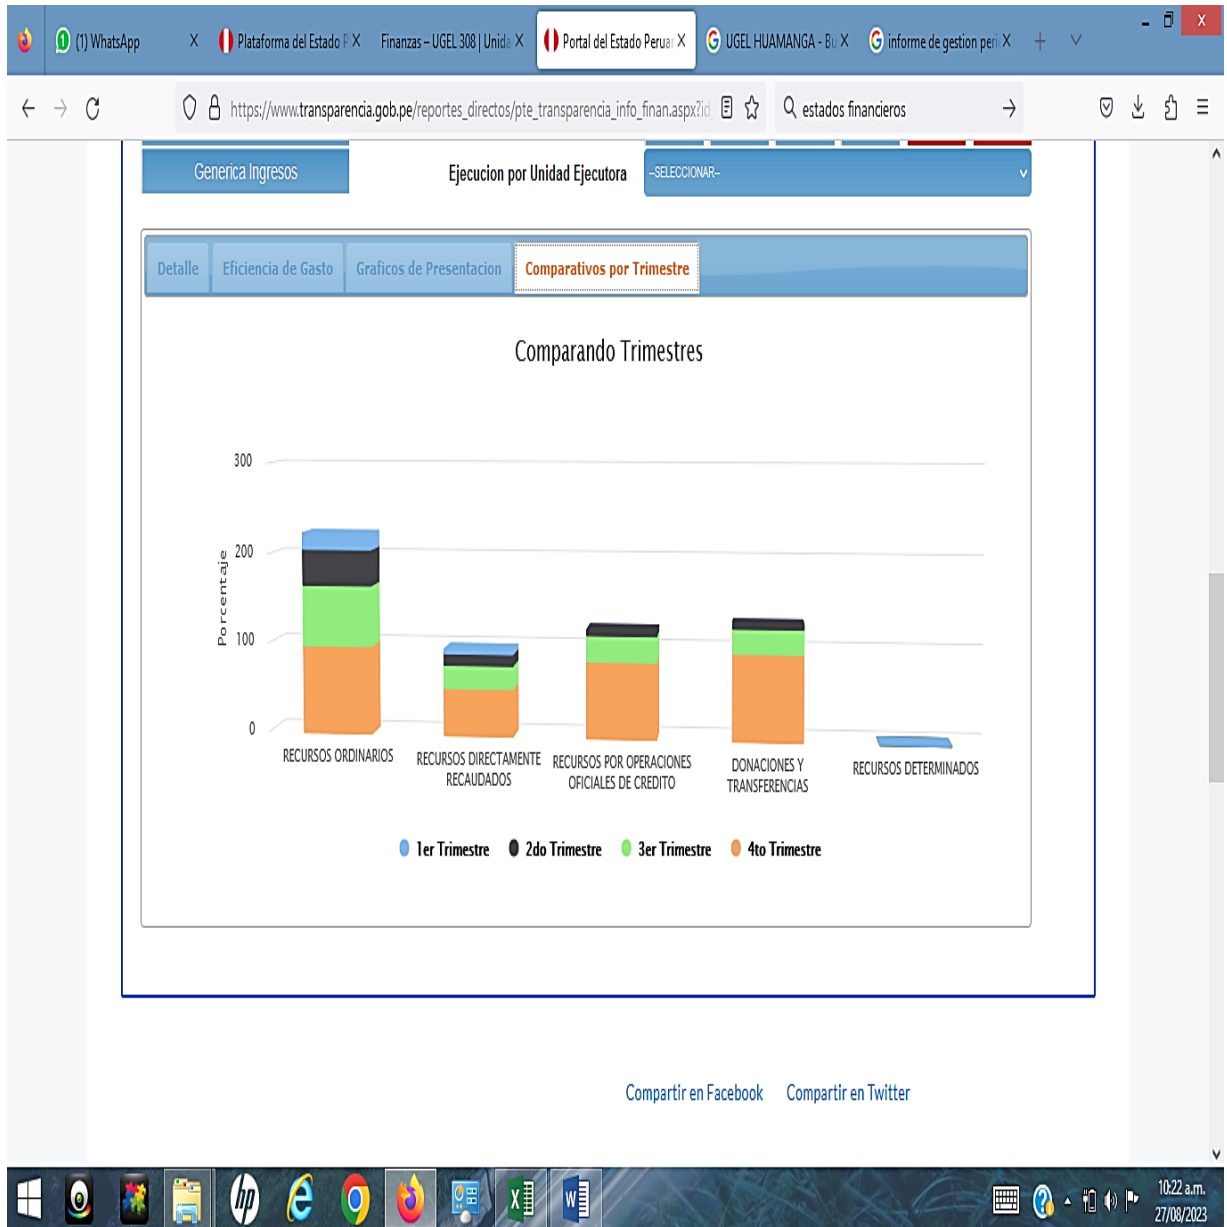 (1) WhatsApp
Plataforma del Estado P
Finanzas – UGEL 308 | Unida
Portal del Estado Peruar
UGEL HUAMANGA - Bu
informe de gestion peri
https://www.transparencia.gob.pe/reportes_directos/pte_transparencia_info_finan.aspx?id_
estados financieros
Generica Ingresos
Ejecucion por Unidad Ejecutora
--SELECCIONAR--
Detalle
Eficiencia de Gasto
Graficos de Presentacion
Comparativos por Trimestre
Comparando Trimestres
300
200
100
0
Porcentaje
RECURSOS ORDINARIOS
RECURSOS DIRECTAMENTE
RECAUDADOS
RECURSOS POR OPERACIONES
OFICIALES DE CREDITO
DONACIONES Y
TRANSFERENCIAS
RECURSOS DETERMINADOS
1er Trimestre
2do Trimestre
3er Trimestre
4to Trimestre
Compartir en Facebook
Compartir en Twitter
10:22 a.m.
27/08/2023